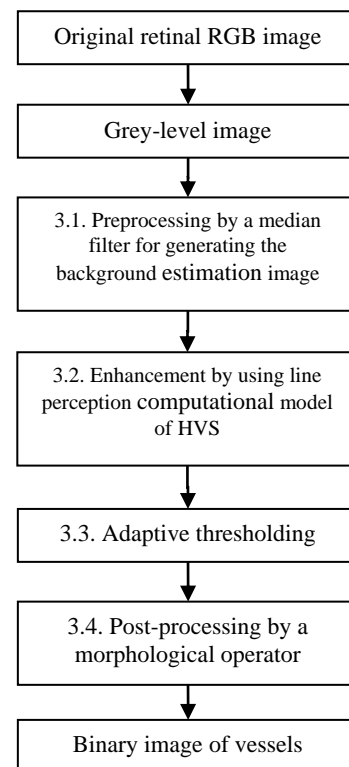 Original retinal RGB image
Grey-level image
3.1. Preprocessing by a median
filter for generating the
background estimation image
3.2. Enhancement by using line
perception computational model
of HVS
3.3. Adaptive thresholding
3.4. Post-processing by a
morphological operator
Binary image of vessels